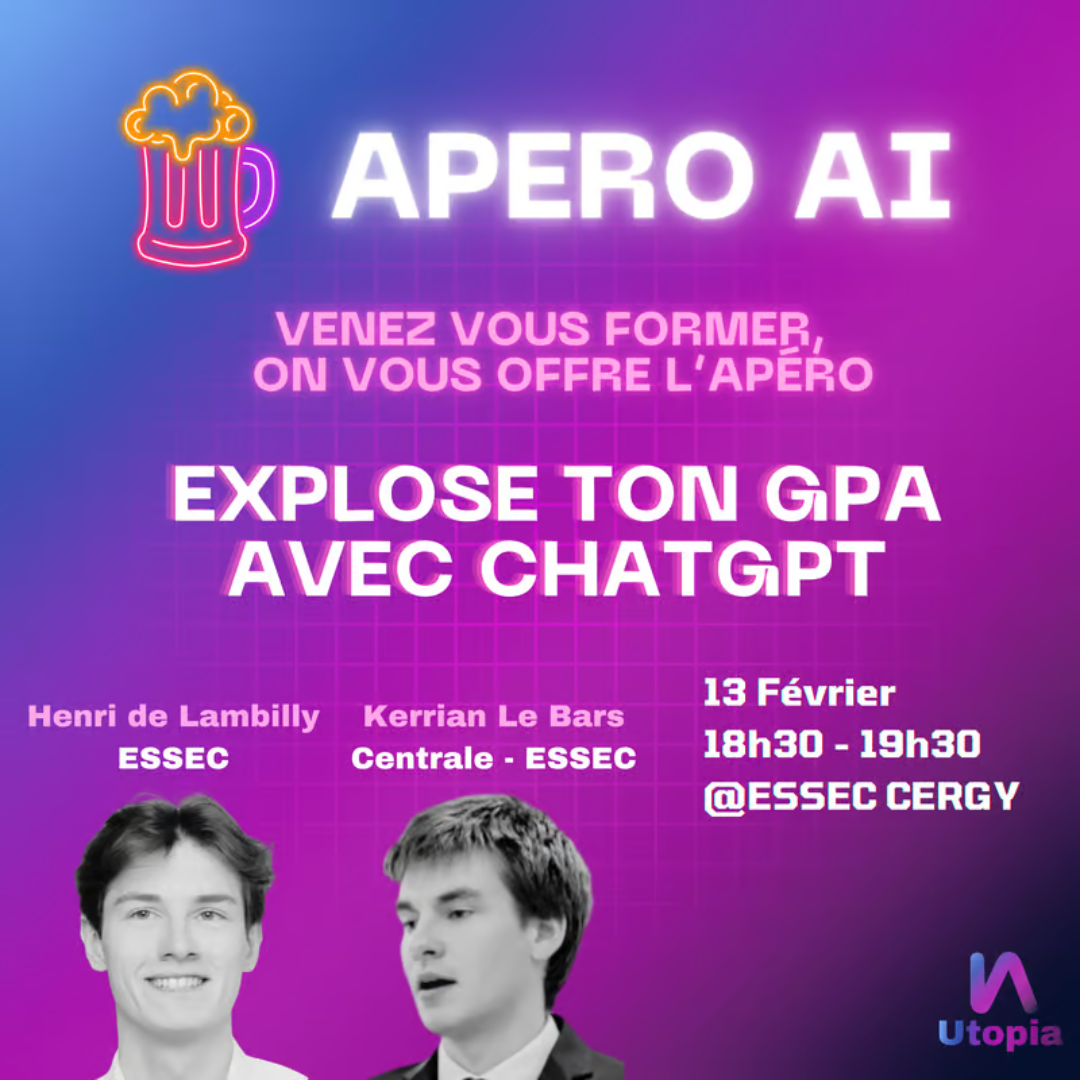 APERO AI
VENEZ VOUS FORMER,
ON VOUS OFFRE L'APÉRO
EXPLOSE TON GPA
AVEC CHATGPT
Henri de Lambilly
ESSEC
Kerrian Le Bars
Centrale - ESSEC
13 Février
18h30 - 19h30
@ESSEC CERGY
Utopia